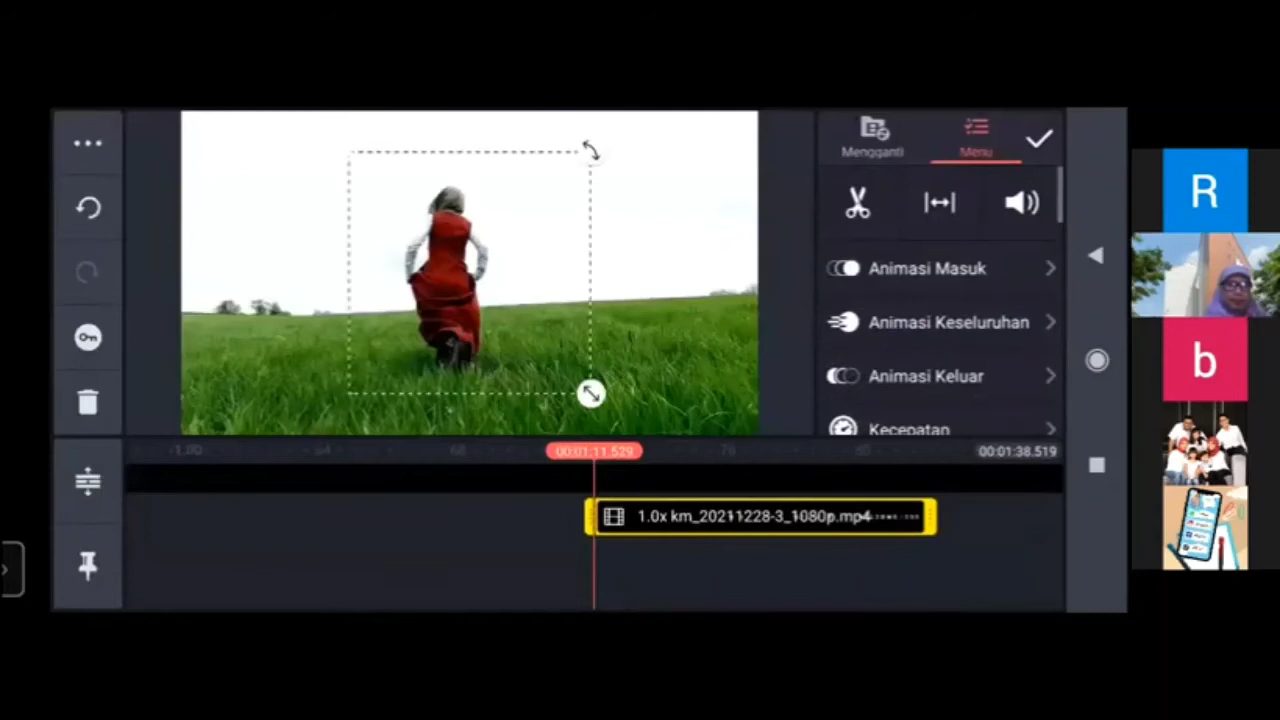 Mengganti
Menu
R
Animasi Masuk
Animasi Keseluruhan
b
Animasi Keluar
Kecepatan
00:01:11.529
00:01:38.519
1.0x km_20211228-3_1080p.mp4